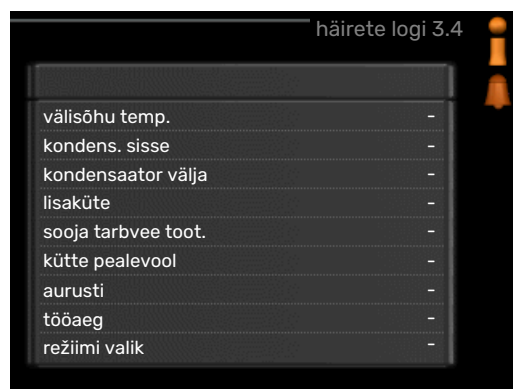 häirete logi 3.4
välisõhu temp. -
kondens. sisse -
kondensaator välja -
lisaküte -
sooja tarbvee toot. -
kütte pealevool -
aurusti -
tööaeg -
režiimi valik -